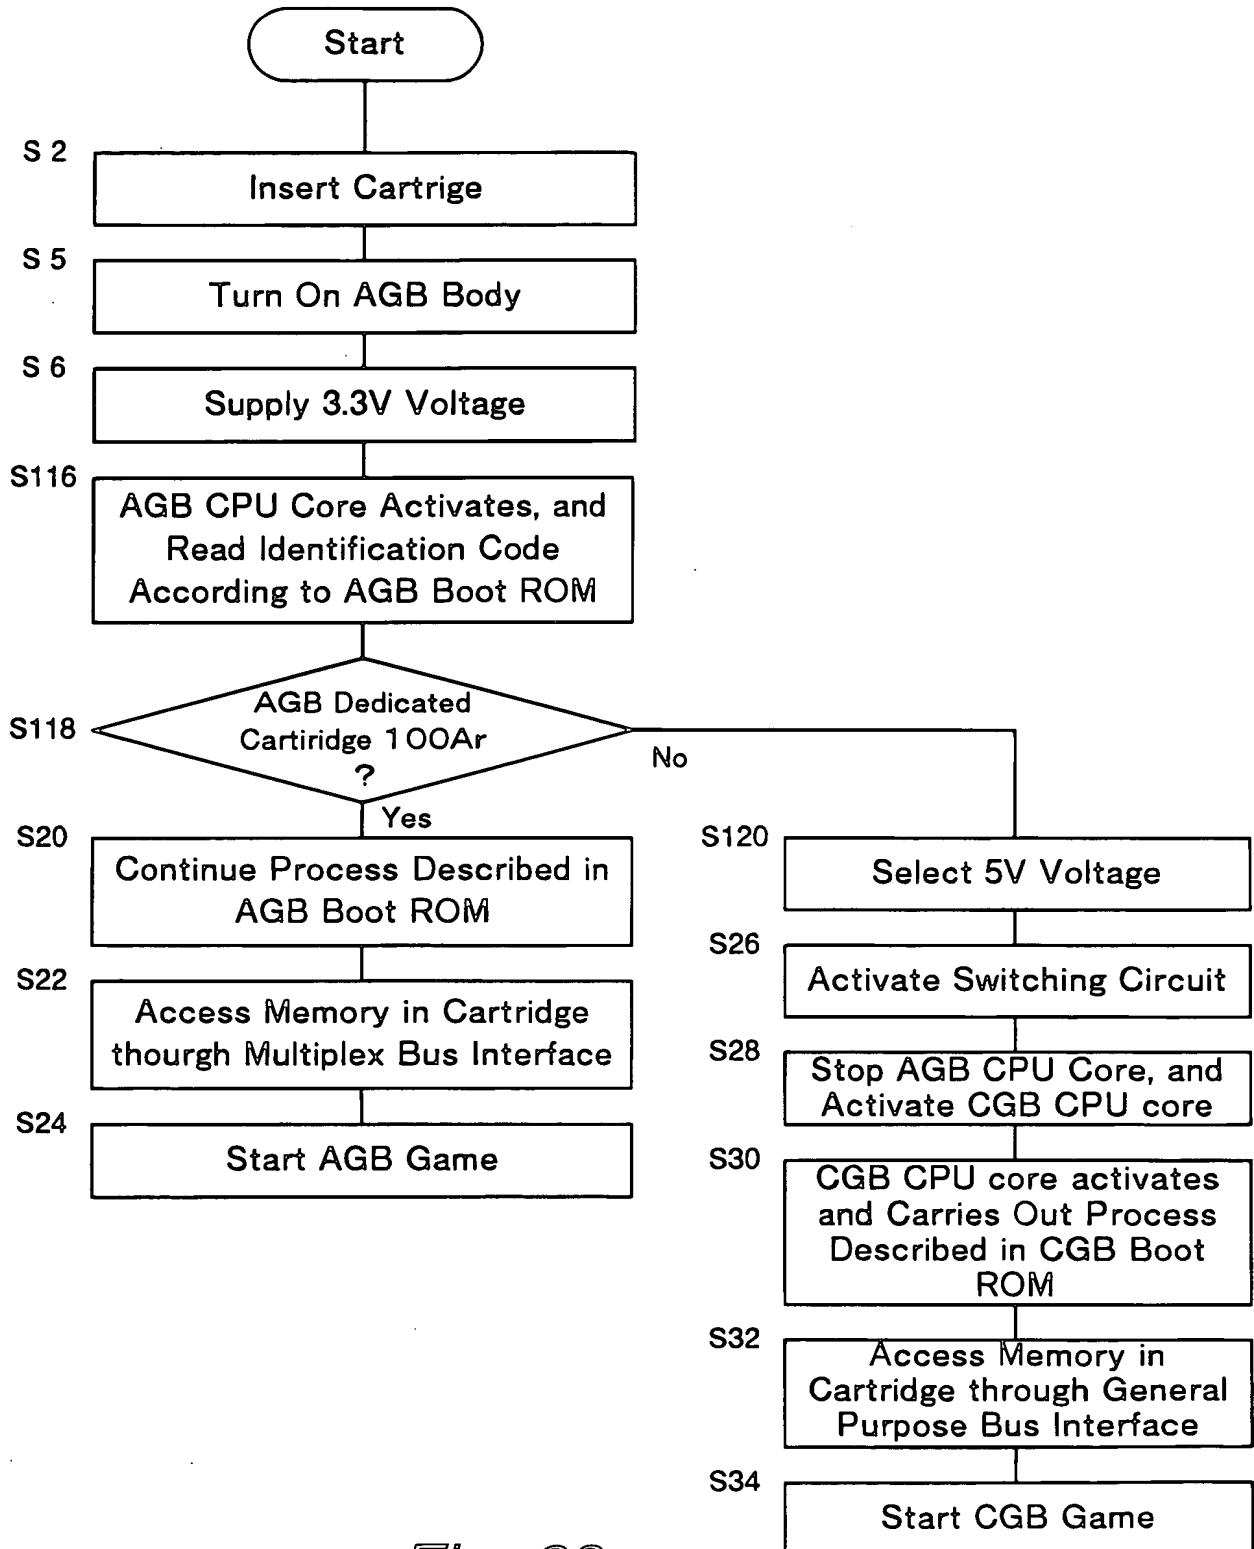 Start
S 2
Insert Cartrige
S 5
Turn On AGB Body
S 6
Supply 3.3V Voltage
S116
AGB CPU Core Activates, and
Read Identification Code
According to AGB Boot ROM
S118
AGB Dedicated
Cartiridge 100Ar
?
No
Yes
S20
Continue Process Described in
AGB Boot ROM
S22
Access Memory in Cartridge
thourgh Multiplex Bus Interface
S24
Start AGB Game
S120
Select 5V Voltage
S26
Activate Switching Circuit
S28
Stop AGB CPU Core, and
Activate CGB CPU core
S30
CGB CPU core activates
and Carries Out Process
Described in CGB Boot
ROM
S32
Access Memory in
Cartridge through General
Purpose Bus Interface
S34
Start CGB Game